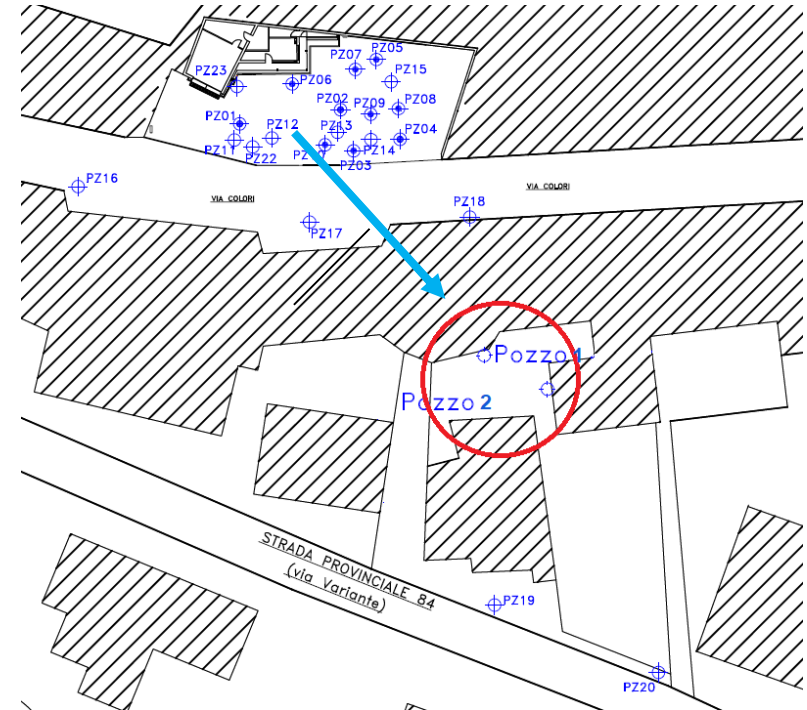 PZ05
PZ07
PZ15
PZ23
PZ06
PZ02
PZ09
PZ08
PZ01
PZ12
PZ13
PZ04
PZ11
PZ22
PZ14
PZ03
PZ16
VIA COLORI
VIA COLORI
PZ18
PZ17
Pozzo 1
Pozzo 2
STRADA PROVINCIALE 84
(via Variante)
PZ19
PZ20